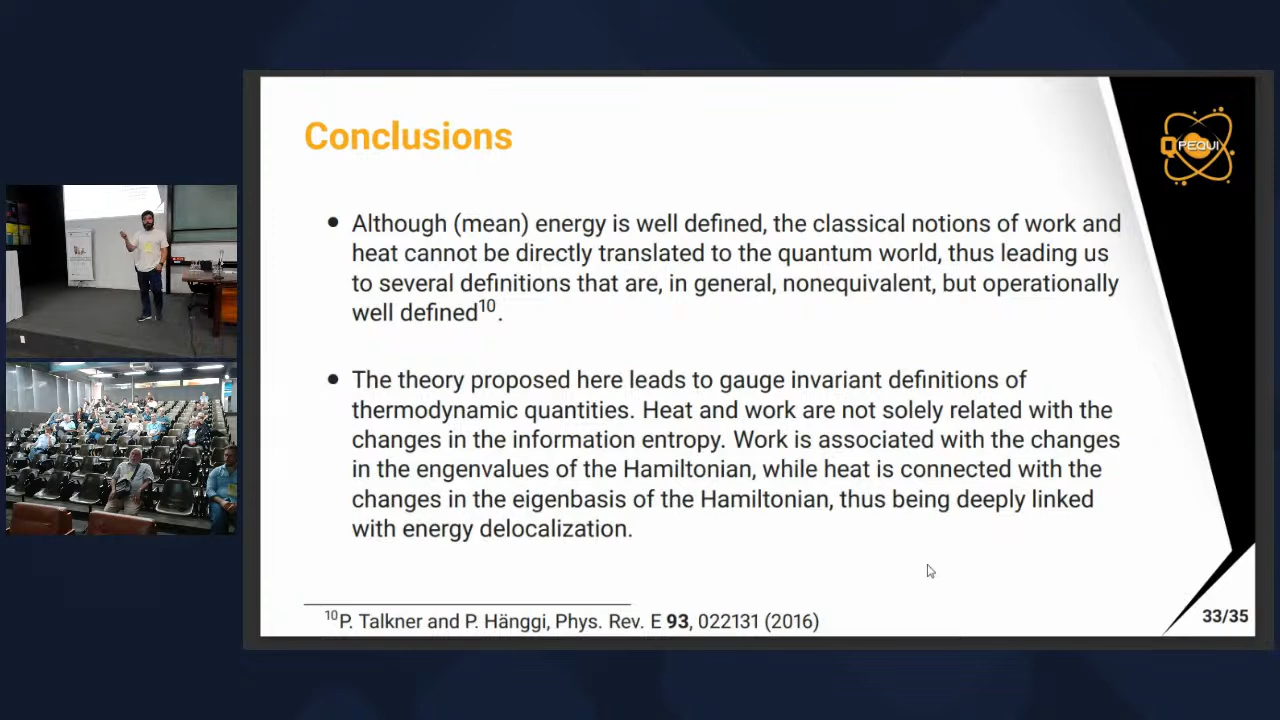 Conclusions
QPEQUI
• Although (mean) energy is well defined, the classical notions of work and
heat cannot be directly translated to the quantum world, thus leading us
to several definitions that are, in general, nonequivalent, but operationally
well defined¹⁰.
• The theory proposed here leads to gauge invariant definitions of
thermodynamic quantities. Heat and work are not solely related with the
changes in the information entropy. Work is associated with the changes
in the engenvalues of the Hamiltonian, while heat is connected with the
changes in the eigenbasis of the Hamiltonian, thus being deeply linked
with energy delocalization.
¹⁰P. Talkner and P. Hänggi, Phys. Rev. E 93, 022131 (2016)
33/35